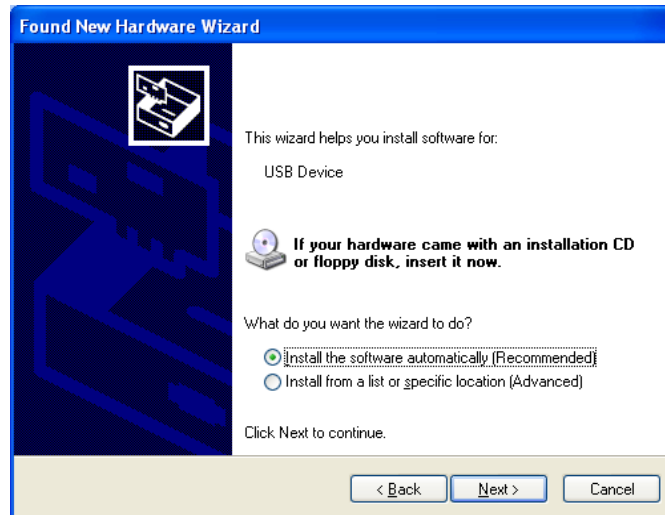 Found New Hardware Wizard
This wizard helps you install software for:
USB Device
If your hardware came with an installation CD
or floppy disk, insert it now.
What do you want the wizard to do?
Install the software automatically (Recommended)
Install from a list or specific location (Advanced)
Click Next to continue.
< Back Next > Cancel